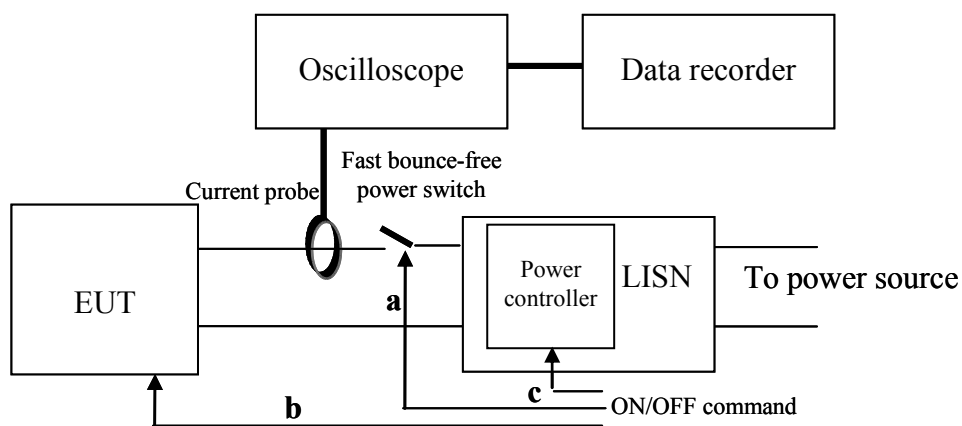 Oscilloscope
Data recorder
Fast bounce-free
power switch
Current probe
EUT
a
Power
controller
LISN
To power source
c
b
ON/OFF command